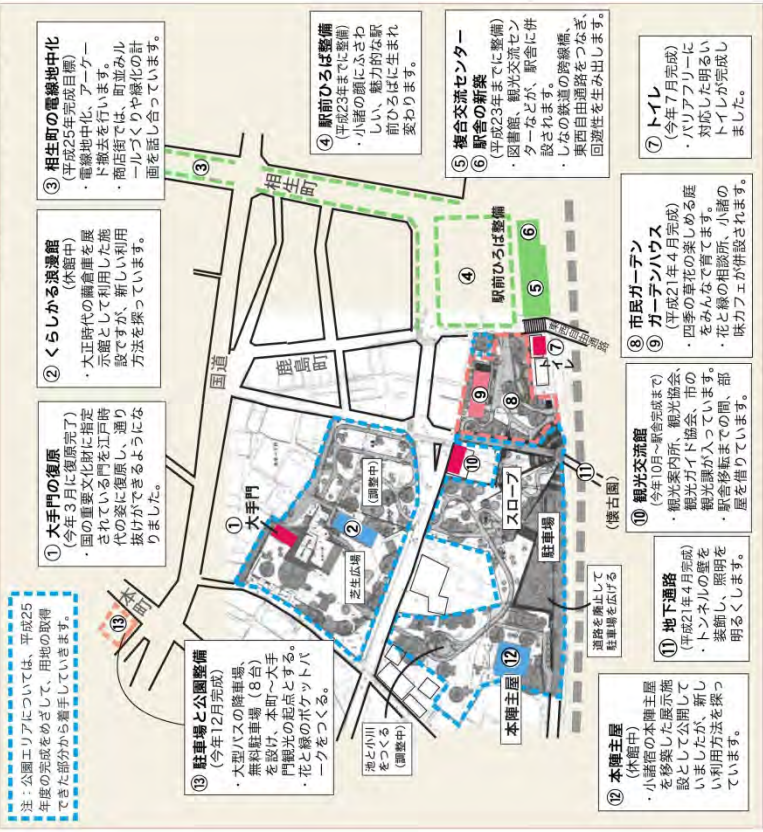 注：公園エリアについては、平成25
年度の完成をめざして、用地の取得
できた部分から着手していきます。
① 大手門の復原
(今年3月に復原完了)
・国の重要文化財に指定
されている門を江戸時
代の姿に復原し、通り
抜けができるようにな
りました。
② くらしかる浪漫館
(休館中)
・大正時代の繭倉庫を展
示館として利用した施
設ですが、新しい利用
方法を探っています。
③ 相生町の電線地中化
(平成25年完成目標)
・電線地中化、アーケー
ド撤去を行います。
・商店街では、町並みル
ールづくりや緑化の計
画を話し合っています。
④ 駅前ひろば整備
(平成23年までに整備)
・小諸の顔にふさわ
しい、魅力的な駅
前ひろばに生まれ
変わります。
⑤ 複合交流センター
⑥ 駅舎の新築
(平成23年までに整備)
・図書館、観光交流セン
ターなどが、駅舎に併
設されます。
・しなの鉄道の跨線橋、
東西自由通路をつなぎ、
回遊性を生み出します。
⑦ トイレ
(今年7月完成)
・バリアフリーに
対応した明るい
トイレが完成し
ました。
⑧ 市民ガーデン
⑨ ガーデンハウス
(平成21年4月完成)
・四季の草花の楽しめる庭
をみんなで育てます。
・花と緑の相談所、小諸の
味カフェが併設されます。
⑩ 観光交流館
(今年10月〜駅舎完成まで)
・観光案内所、観光協会、
観光ガイド協会、市の
観光課が入っています。
・駅舎移転までの間、部
屋を借りています。
⑪ 地下通路
(平成21年4月完成)
・トンネルの壁を
装飾し、照明を
明るくします。
⑫ 本陣主屋
(休館中)
・小諸宿の本陣主屋
を移築した展示施
設として公開して
いましたが、新し
い利用方法を探っ
ています。
⑬ 駐車場と公園整備
(今年12月完成)
・大型バスの降車場、
無料駐車場（8台）
を設け、本町〜大手
門観光の起点とする。
・花と緑のポケットパ
ークをつくる。
本町
⑬
国道
鹿島町
相生町
③
① 大手門
②
芝生広場
(調整中)
④
駅前ひろば整備
⑤
⑥
東西自由通路
⑦
トイレ
⑧
⑨
⑩
⑪
(懐古園)
スロープ
駐車場
道路を廃止して
駐車場を広げる
池と小川
をつくる
(調整中)
⑫
本陣主屋